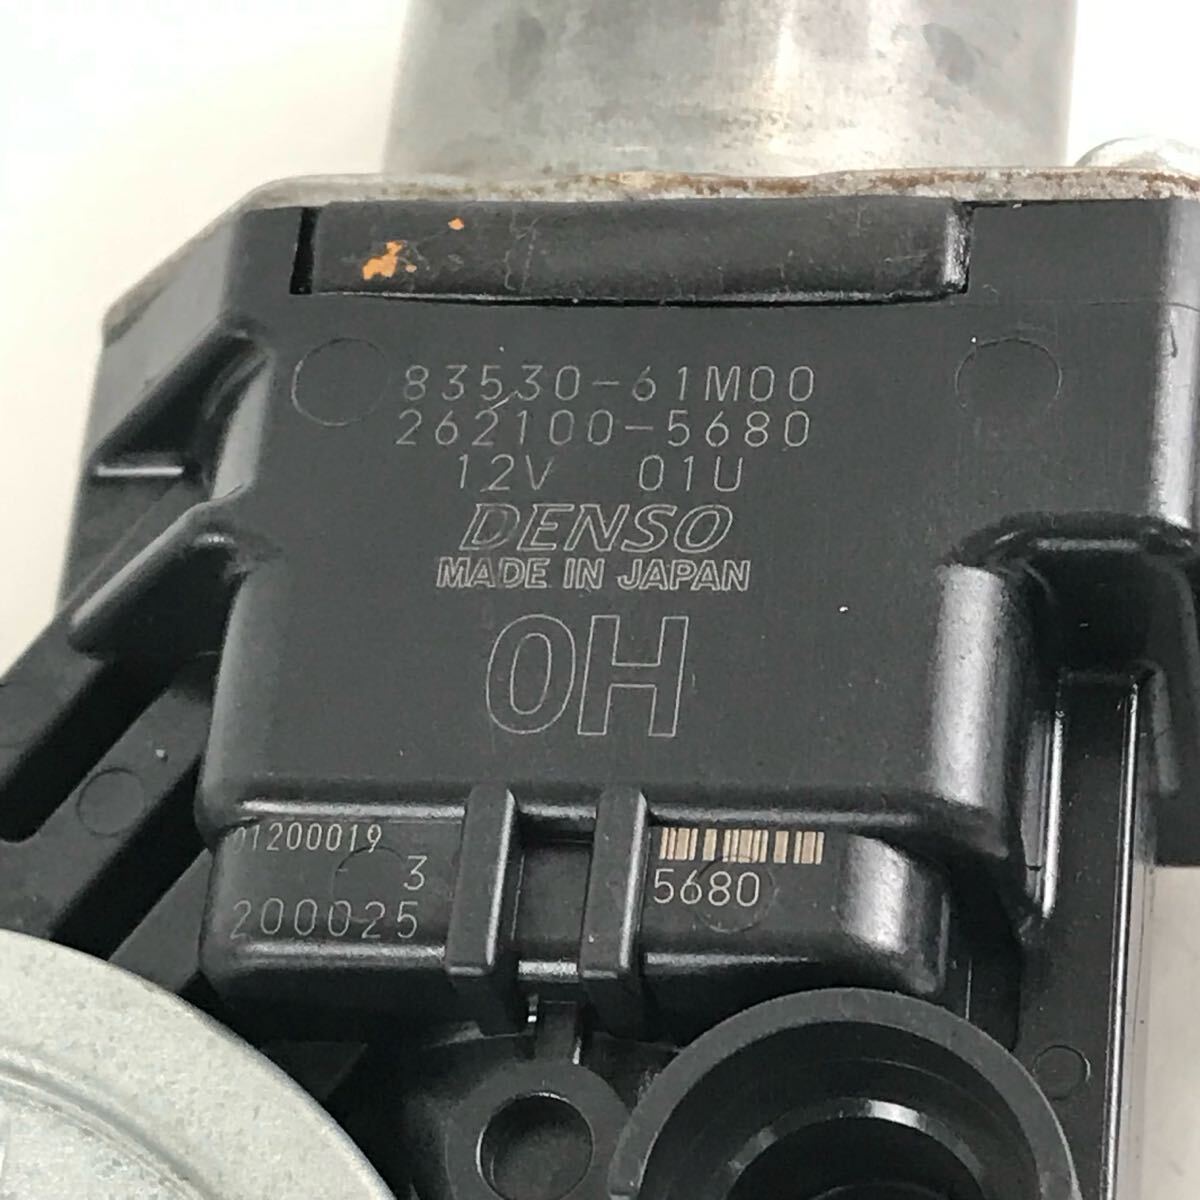 83530-61M00
262100-5680
12V 01U
DENSO
MADE IN JAPAN
0H
01200019
3
200025
5680